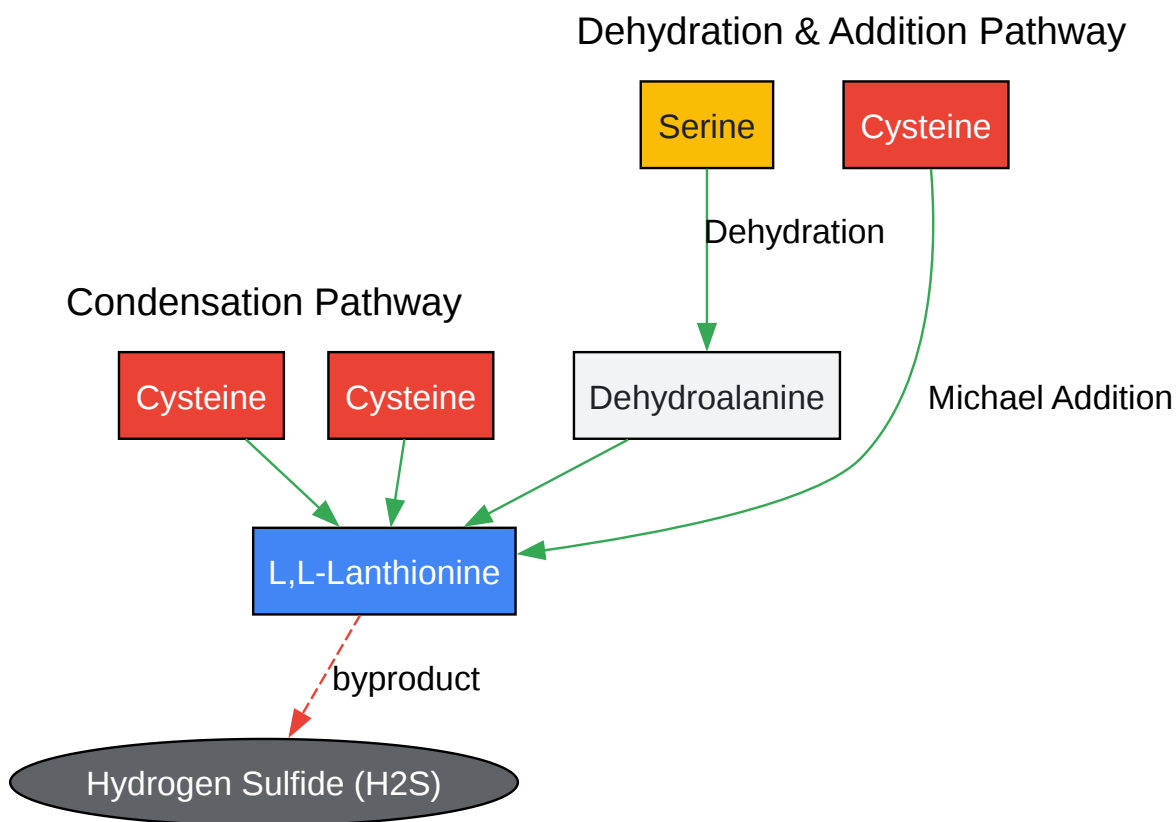 Dehydration & Addition Pathway
Serine
Cysteine
Dehydration
Condensation Pathway
Cysteine
Cysteine
Dehydroalanine
Michael Addition
L,L-Lanthionine
byproduct
Hydrogen Sulfide (H2S)